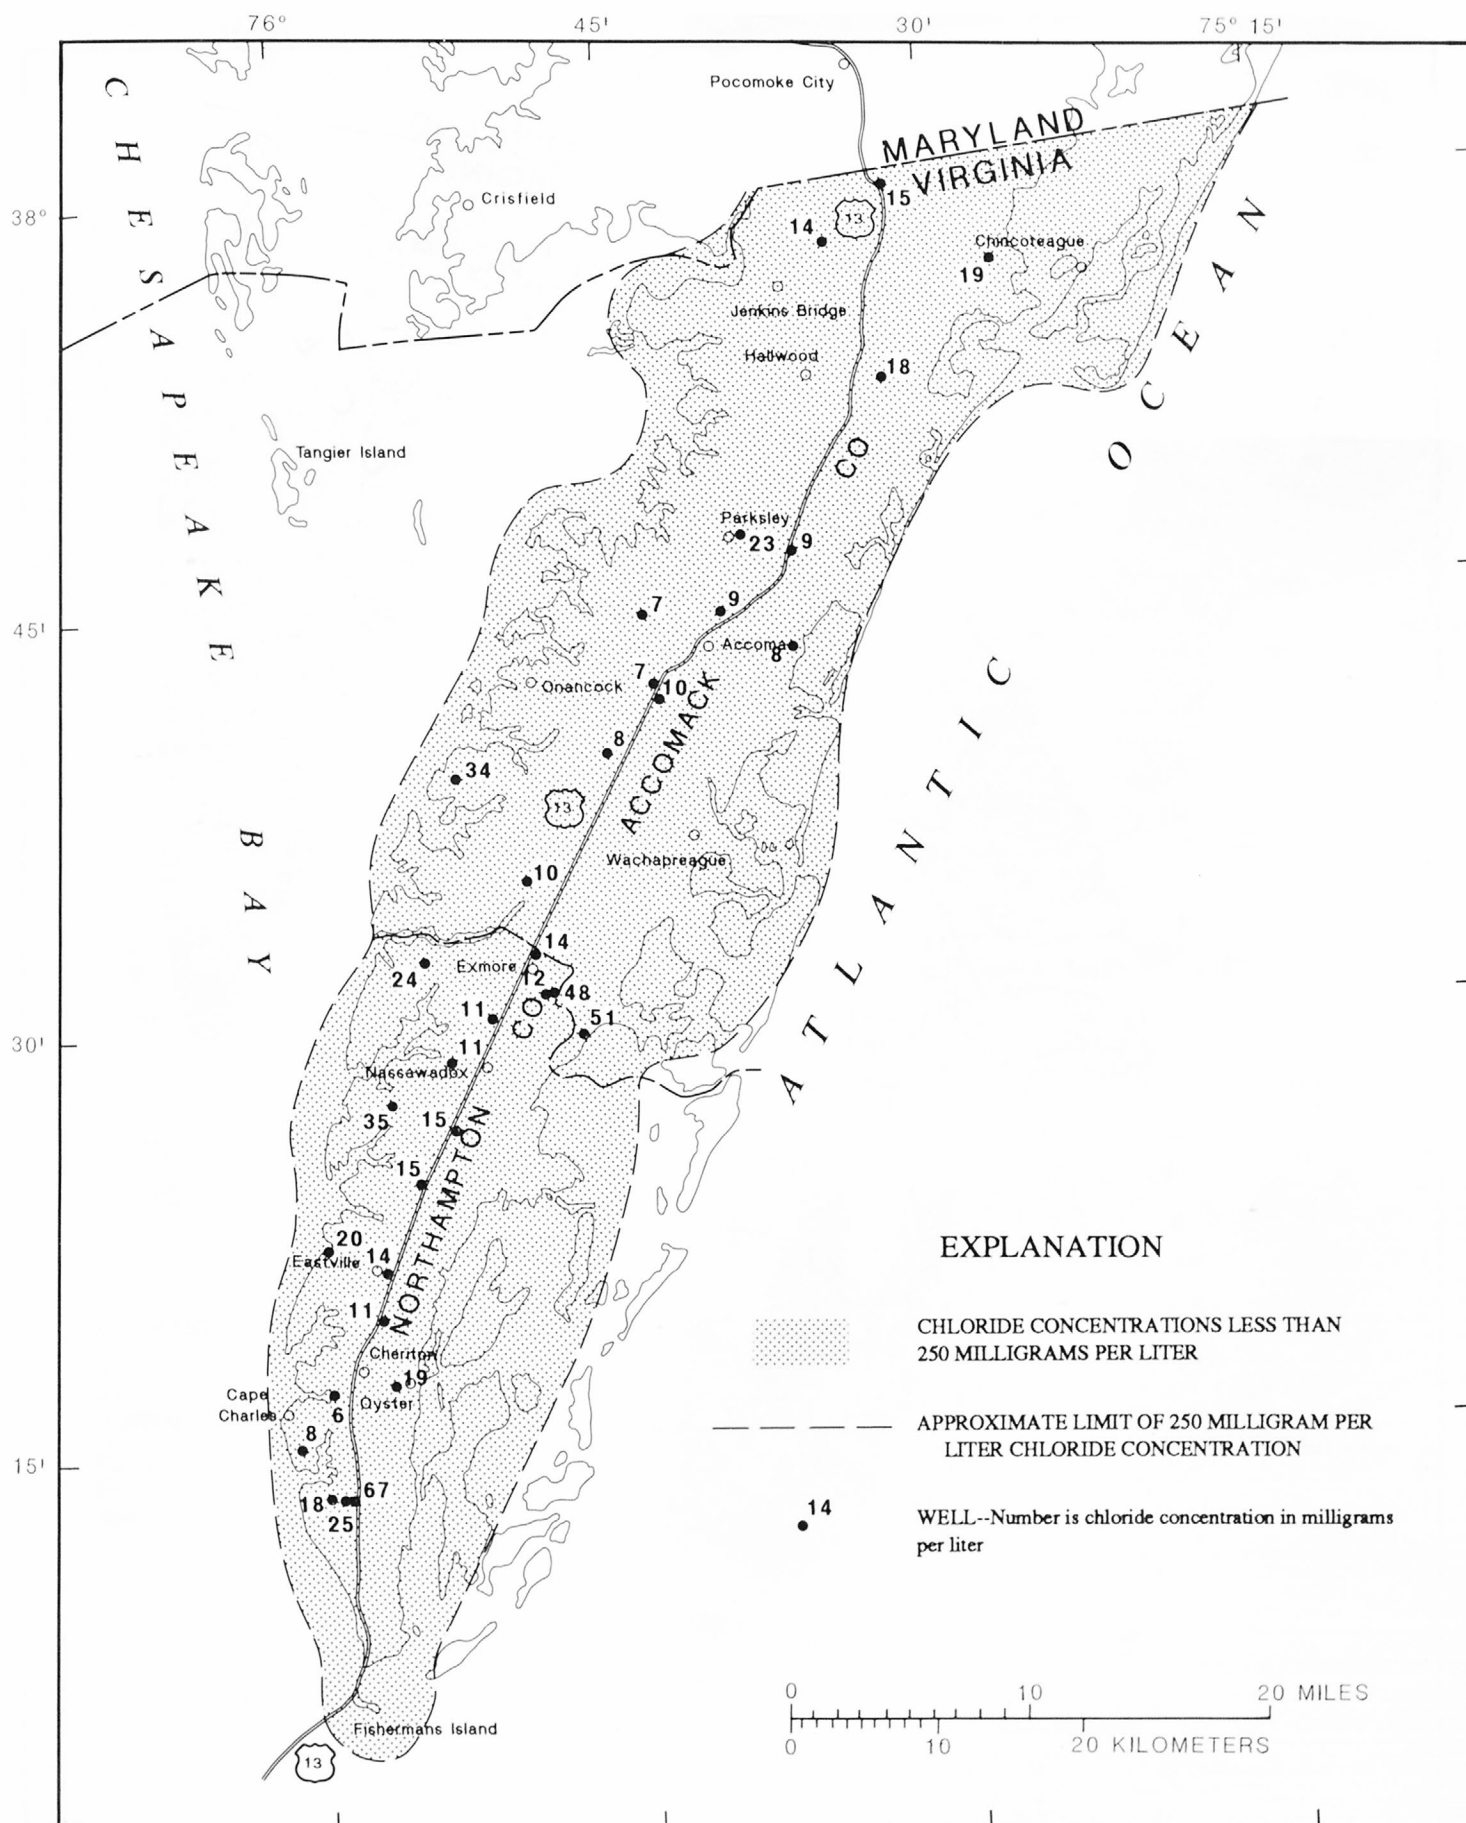 76°
45'
30'
75° 15'
Pocomoke City
MARYLAND
VIRGINIA
CHESAPEAKE BAY
Crisfield
38°
15
13
14
Chincoteague
19
Jenkins Bridge
Hallwood
18
ATLANTIC OCEAN
Tangier Island
CO
Parksley
23
9
7
9
45'
Accomac
8
7
Onancock
10
ACCOMACK
8
34
13
Wachapreague
10
14
24
Exmore
12
48
11
CO
51
30'
11
Nassawadox
35
15
15
NORTHAMPTON
20
Eastville
14
11
Cheriton
19
Cape
Charles
6
Oyster
8
15'
18
67
25
Fishermans Island
13
EXPLANATION
CHLORIDE CONCENTRATIONS LESS THAN
250 MILLIGRAMS PER LITER
APPROXIMATE LIMIT OF 250 MILLIGRAM PER
LITER CHLORIDE CONCENTRATION
14
WELL--Number is chloride concentration in milligrams
per liter
0 10 20 MILES
0 10 20 KILOMETERS